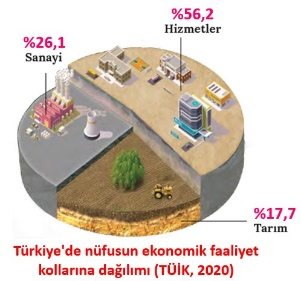 %56,2
Hizmetler
%26,1
Sanayi
%17,7
Tarım
Türkiye'de nüfusun ekonomik faaliyet
kollarına dağılımı (TÜİK, 2020)